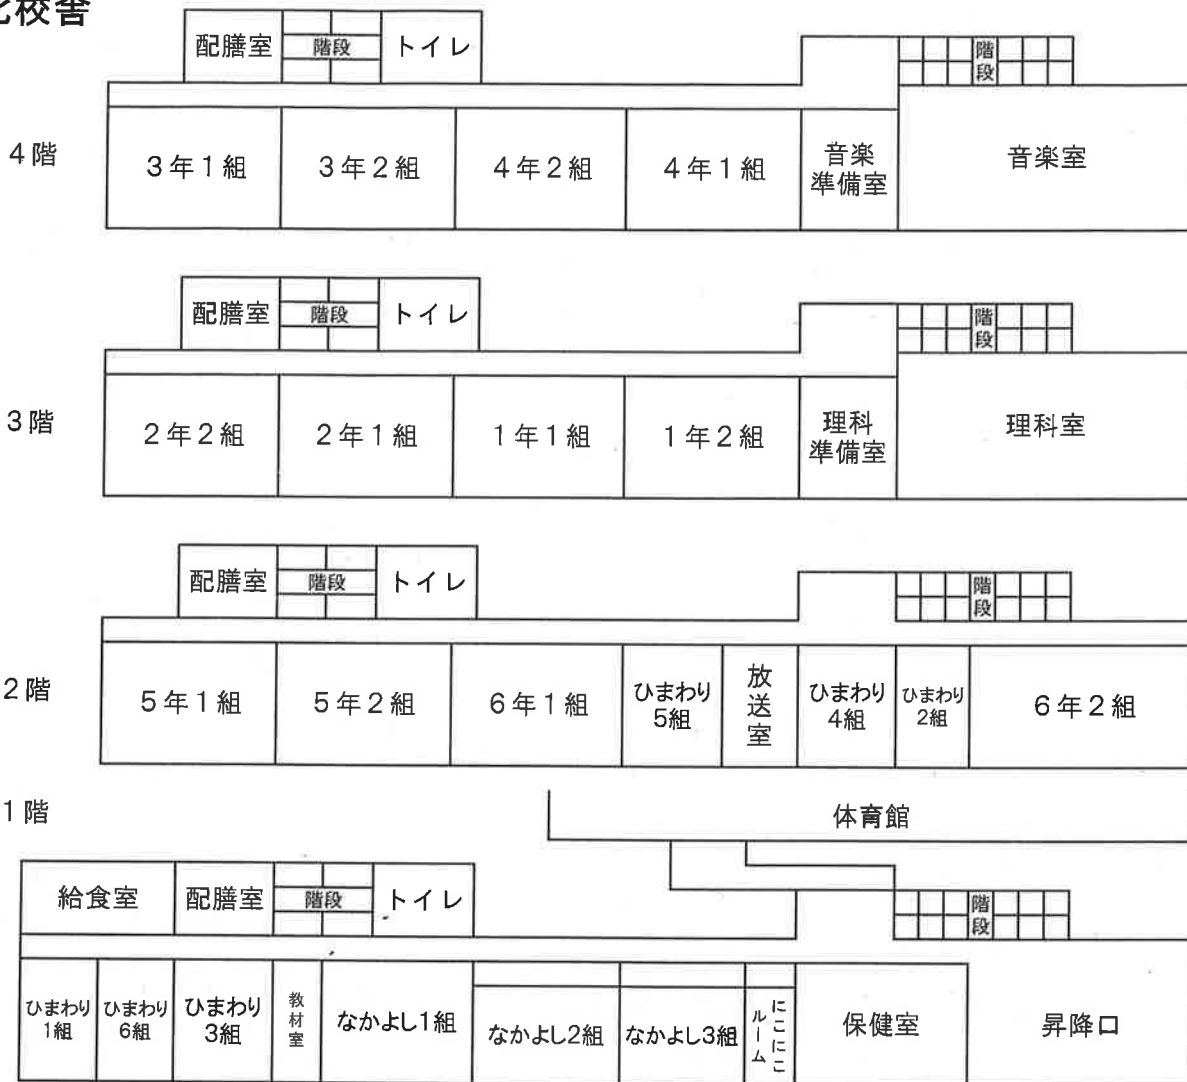 北校舎
配膳室 階段 トイレ 階段
4階 3年1組 3年2組 4年2組 4年1組 音楽準備室 音楽室
配膳室 階段 トイレ 階段
3階 2年2組 2年1組 1年1組 1年2組 理科準備室 理科室
配膳室 階段 トイレ 階段
2階 5年1組 5年2組 6年1組 ひまわり5組 放送室 ひまわり4組 ひまわり2組 6年2組
1階 体育館
給食室 配膳室 階段 トイレ 階段
ひまわり1組 ひまわり6組 ひまわり3組 教材室 なかよし1組 なかよし2組 なかよし3組 にこにこルーム 保健室 昇降口